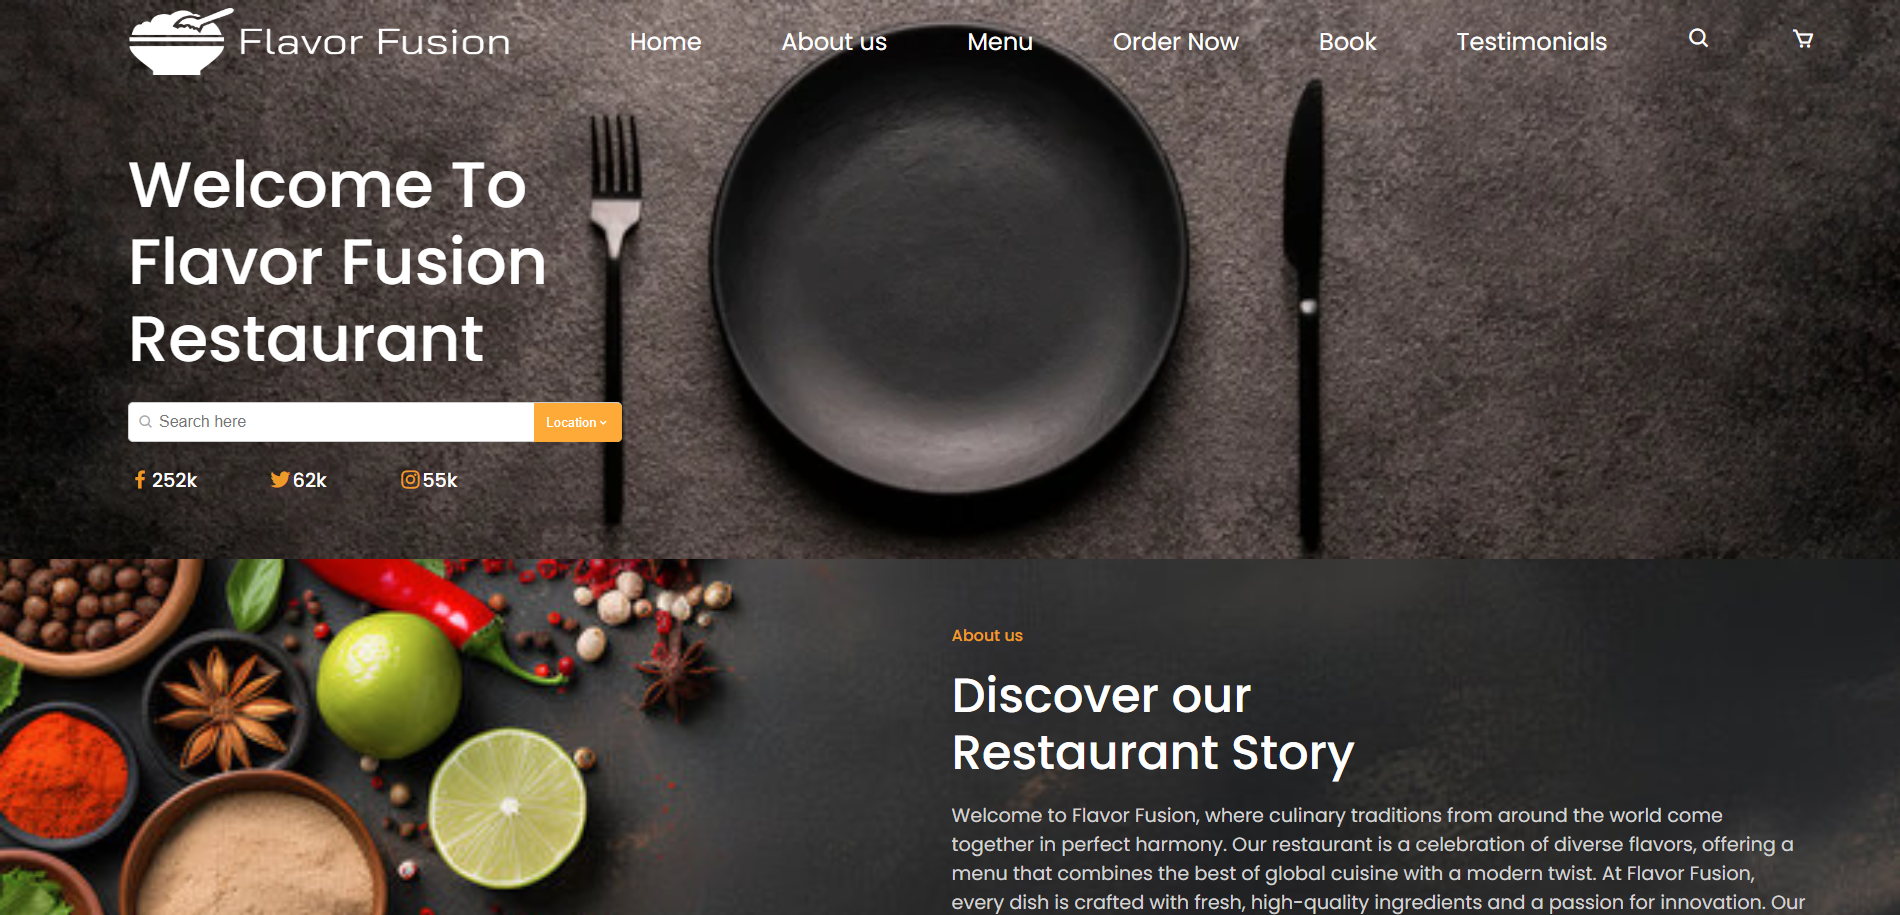 Flavor Fusion
Home About us Menu Order Now Book Testimonials
Welcome To
Flavor Fusion
Restaurant
Search here Location
252k 62k 55k
About us
Discover our
Restaurant Story
Welcome to Flavor Fusion, where culinary traditions from around the world come
together in perfect harmony. Our restaurant is a celebration of diverse flavors, offering a
menu that combines the best of global cuisine with a modern twist. At Flavor Fusion,
every dish is crafted with fresh, high-quality ingredients and a passion for innovation. Our